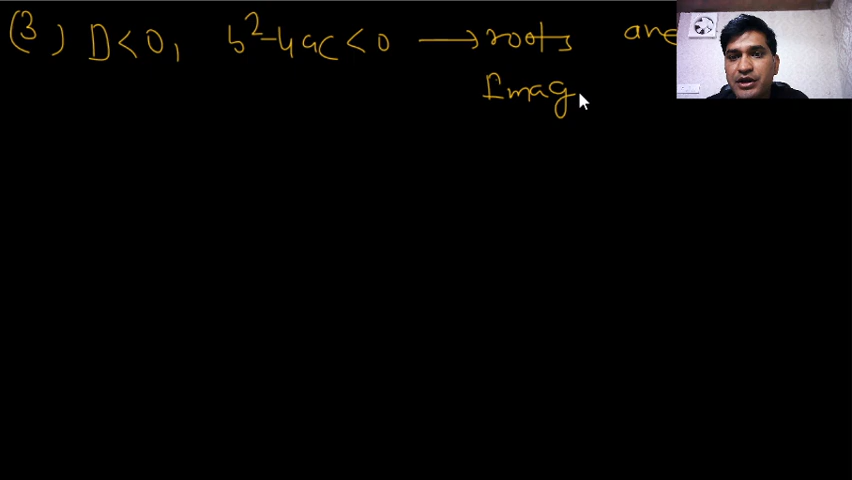 (3) D<0, b²-4ac<0 → roots are
Imag